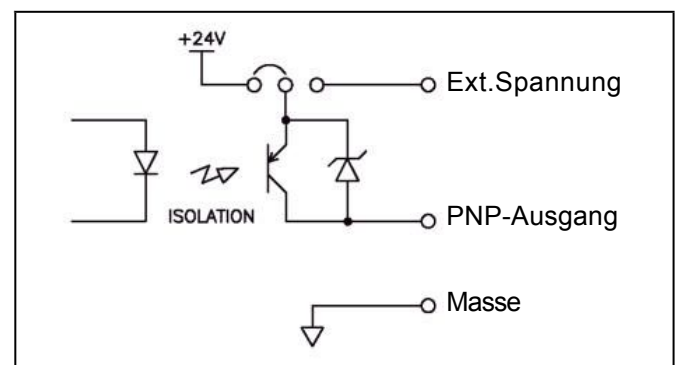 +24V
Ext.Spannung
ISOLATION
PNP-Ausgang
Masse